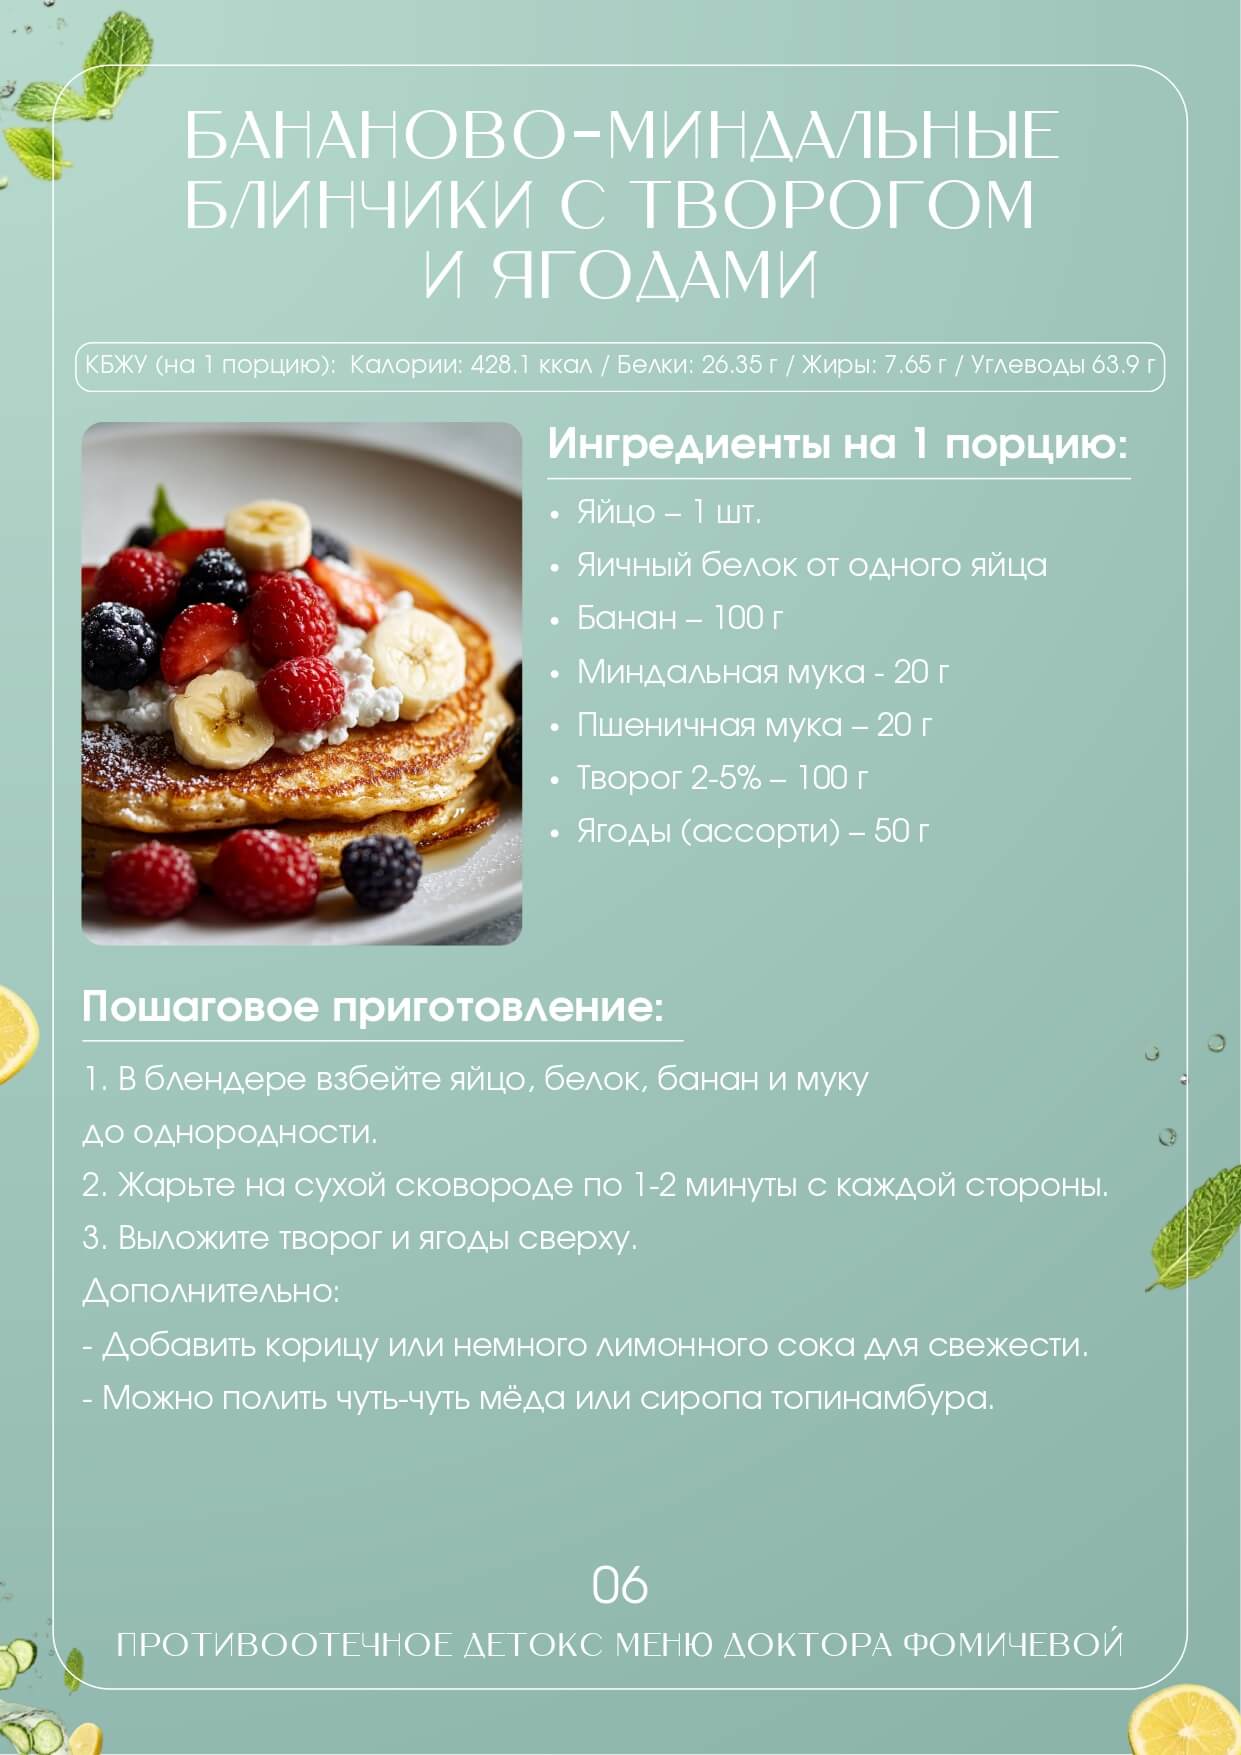 БАНАНОВО-МИНДАЛЬНЫЕ
БЛИНЧИКИ С ТВОРОГОМ
И ЯГОДАМИ
КБЖУ (на 1 порцию): Калории: 428.1 ккал / Белки: 26.35 г / Жиры: 7.65 г / Углеводы 63.9 г
Ингредиенты на 1 порцию:
• Яйцо – 1 шт.
• Яичный белок от одного яйца
• Банан – 100 г
• Миндальная мука - 20 г
• Пшеничная мука – 20 г
• Творог 2-5% – 100 г
• Ягоды (ассорти) – 50 г
Пошаговое приготовление:
1. В блендере взбейте яйцо, белок, банан и муку
до однородности.
2. Жарьте на сухой сковороде по 1-2 минуты с каждой стороны.
3. Выложите творог и ягоды сверху.
Дополнительно:
- Добавить корицу или немного лимонного сока для свежести.
- Можно полить чуть-чуть мёда или сиропа топинамбура.
06
ПРОТИВООТЕЧНОЕ ДЕТОКС МЕНЮ ДОКТОРА ФОМИЧЕВОЙ